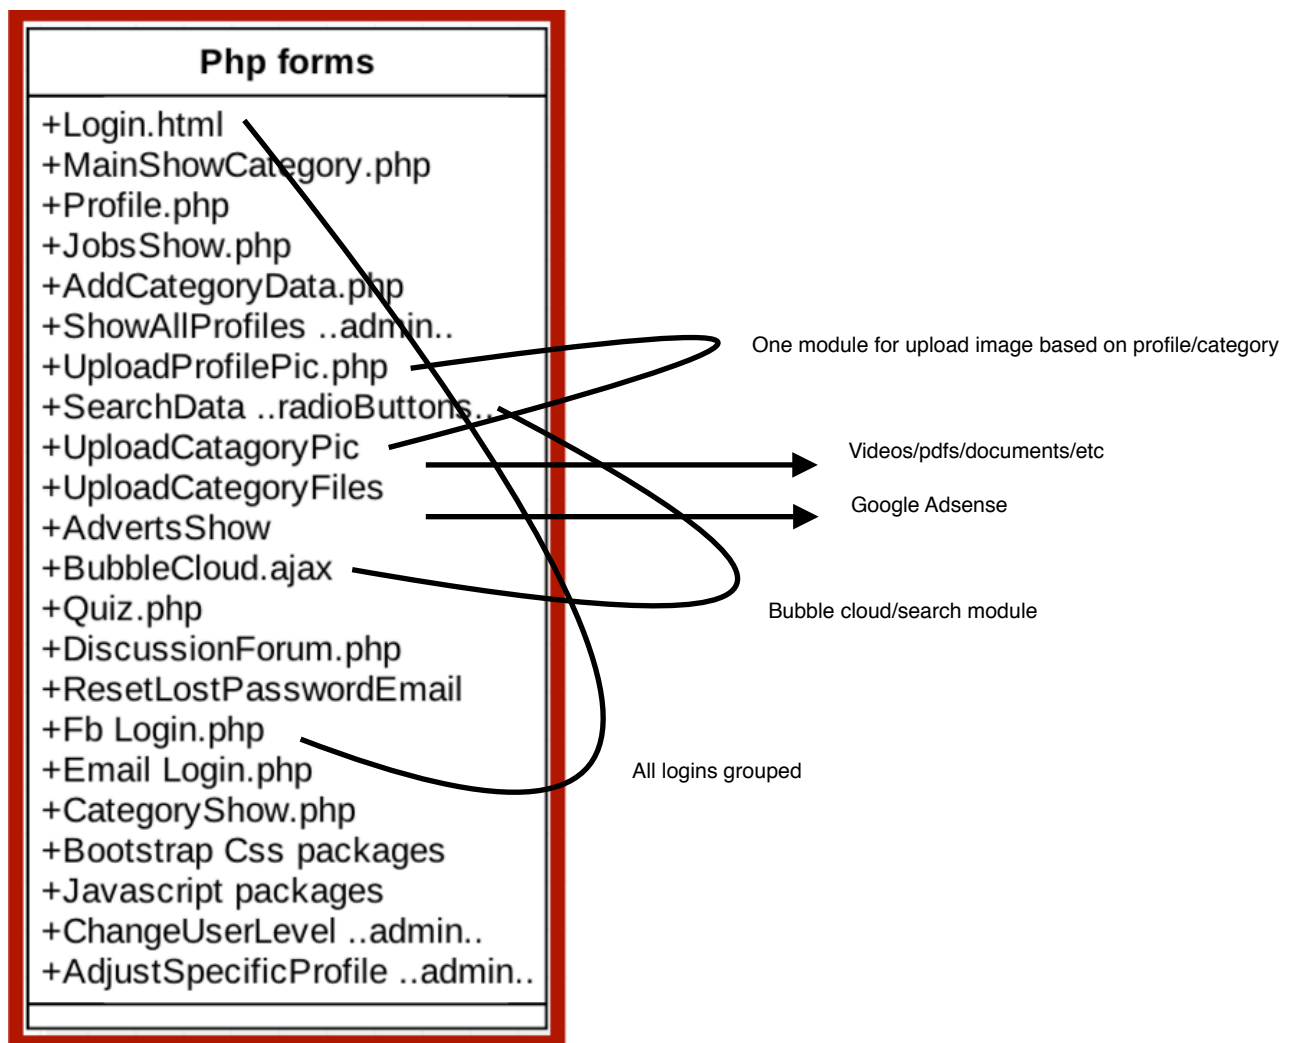 Php forms
+Login.html
+MainShowCategory.php
+Profile.php
+JobsShow.php
+AddCategoryData.php
+ShowAllProfiles ..admin..
+UploadProfilePic.php
+SearchData ..radioButtons..
+UploadCatagoryPic
+UploadCategoryFiles
+AdvertsShow
+BubbleCloud.ajax
+Quiz.php
+DiscussionForum.php
+ResetLostPasswordEmail
+Fb Login.php
+Email Login.php
+CategoryShow.php
+Bootstrap Css packages
+Javascript packages
+ChangeUserLevel ..admin..
+AdjustSpecificProfile ..admin..
One module for upload image based on profile/category
Videos/pdfs/documents/etc
Google Adsense
Bubble cloud/search module
All logins grouped